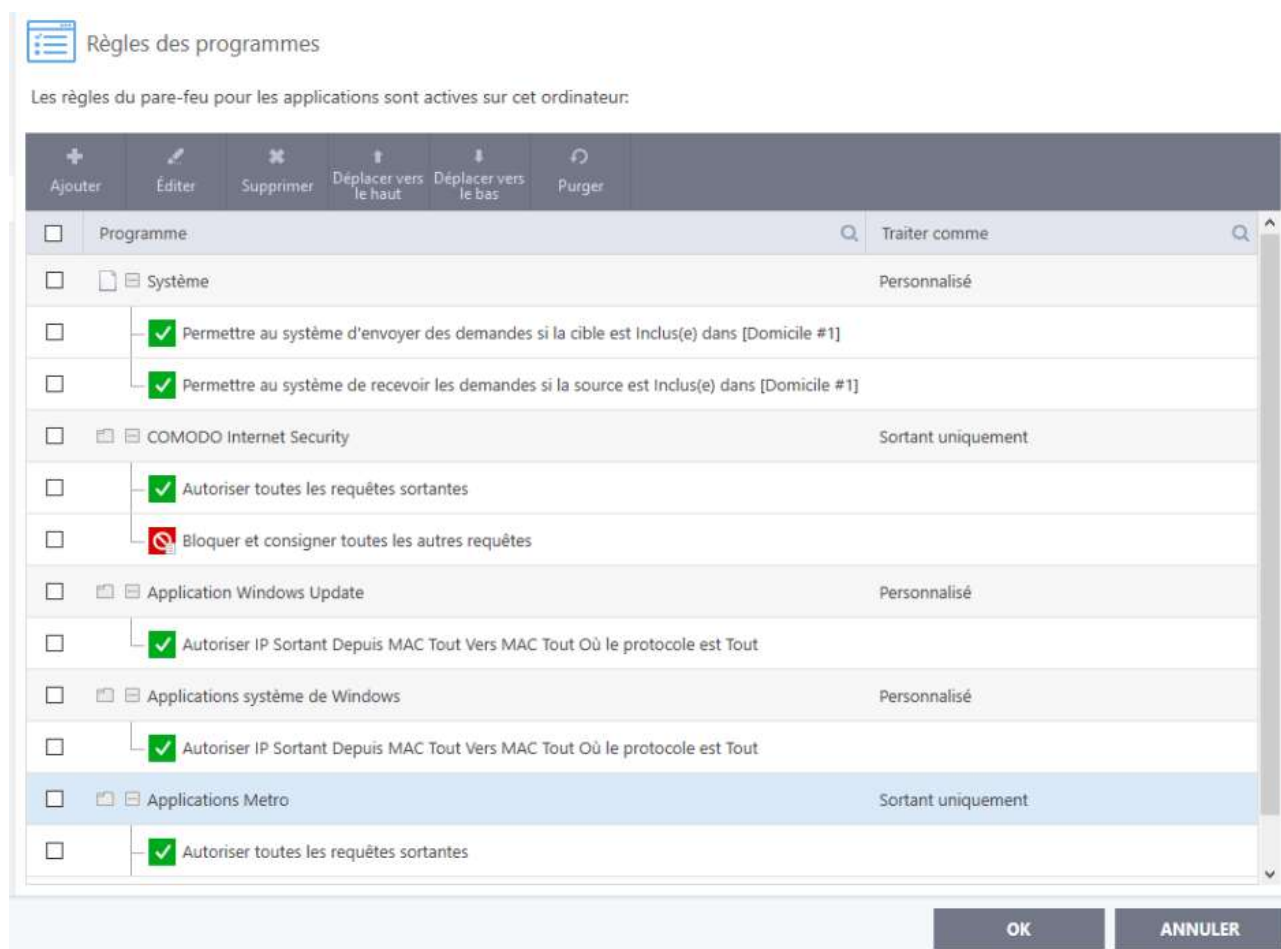 Règles des programmes
Les règles du pare-feu pour les applications sont actives sur cet ordinateur:
Ajouter
Éditer
Supprimer
Déplacer vers
le haut
Déplacer vers
le bas
Purger
Programme
Traiter comme
Système
Personnalisé
Permettre au système d'envoyer des demandes si la cible est Inclus(e) dans [Domicile #1]
Permettre au système de recevoir les demandes si la source est Inclus(e) dans [Domicile #1]
COMODO Internet Security
Sortant uniquement
Autoriser toutes les requêtes sortantes
Bloquer et consigner toutes les autres requêtes
Application Windows Update
Personnalisé
Autoriser IP Sortant Depuis MAC Tout Vers MAC Tout Où le protocole est Tout
Applications système de Windows
Personnalisé
Autoriser IP Sortant Depuis MAC Tout Vers MAC Tout Où le protocole est Tout
Applications Metro
Sortant uniquement
Autoriser toutes les requêtes sortantes
OK
ANNULER